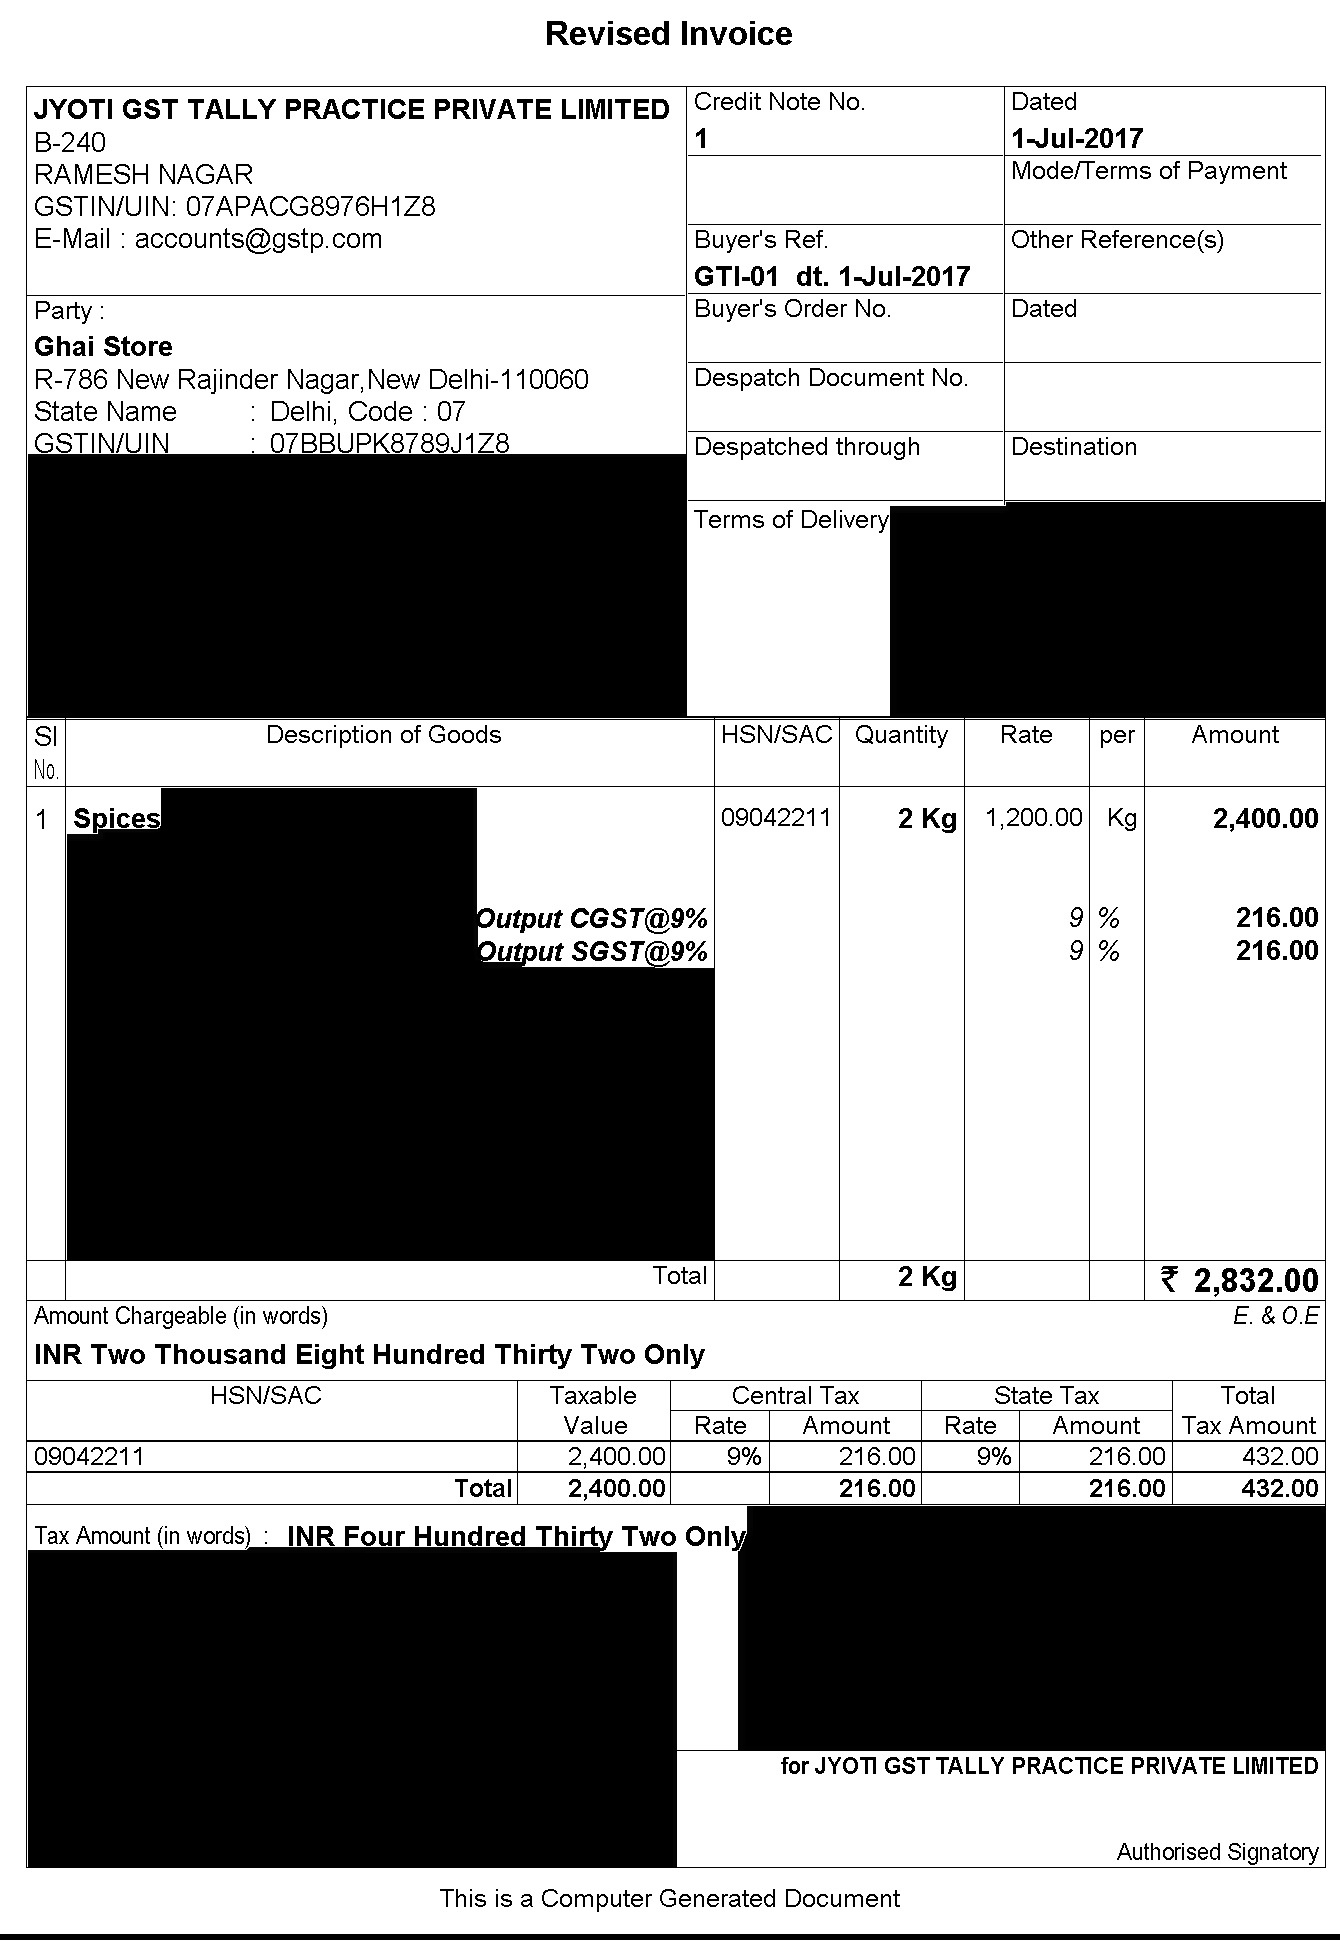 Revised Invoice
JYOTI GST TALLY PRACTICE PRIVATE LIMITED
B-240
RAMESH NAGAR
GSTIN/UIN: 07APACG8976H1Z8
E-Mail : accounts@gstp.com
Credit Note No.
1
Dated
1-Jul-2017
Mode/Terms of Payment
Buyer's Ref.
GTI-01 dt. 1-Jul-2017
Other Reference(s)
Buyer's Order No.
Dated
Despatch Document No.
Despatched through
Destination
Terms of Delivery
Party :
Ghai Store
R-786 New Rajinder Nagar,New Delhi-110060
State Name : Delhi, Code : 07
GSTIN/UIN : 07BBUPK8789J1Z8
Sl No. Description of Goods HSN/SAC Quantity Rate per Amount
1 Spices 09042211 2 Kg 1,200.00 Kg 2,400.00
Output CGST@9% 9 % 216.00
Output SGST@9% 9 % 216.00
Total 2 Kg ₹ 2,832.00
Amount Chargeable (in words) E. & O.E
INR Two Thousand Eight Hundred Thirty Two Only
HSN/SAC Taxable Value Central Tax State Tax Total Tax Amount
Rate Amount Rate Amount
09042211 2,400.00 9% 216.00 9% 216.00 432.00
Total 2,400.00 216.00 216.00 432.00
Tax Amount (in words) : INR Four Hundred Thirty Two Only
for JYOTI GST TALLY PRACTICE PRIVATE LIMITED
Authorised Signatory
This is a Computer Generated Document